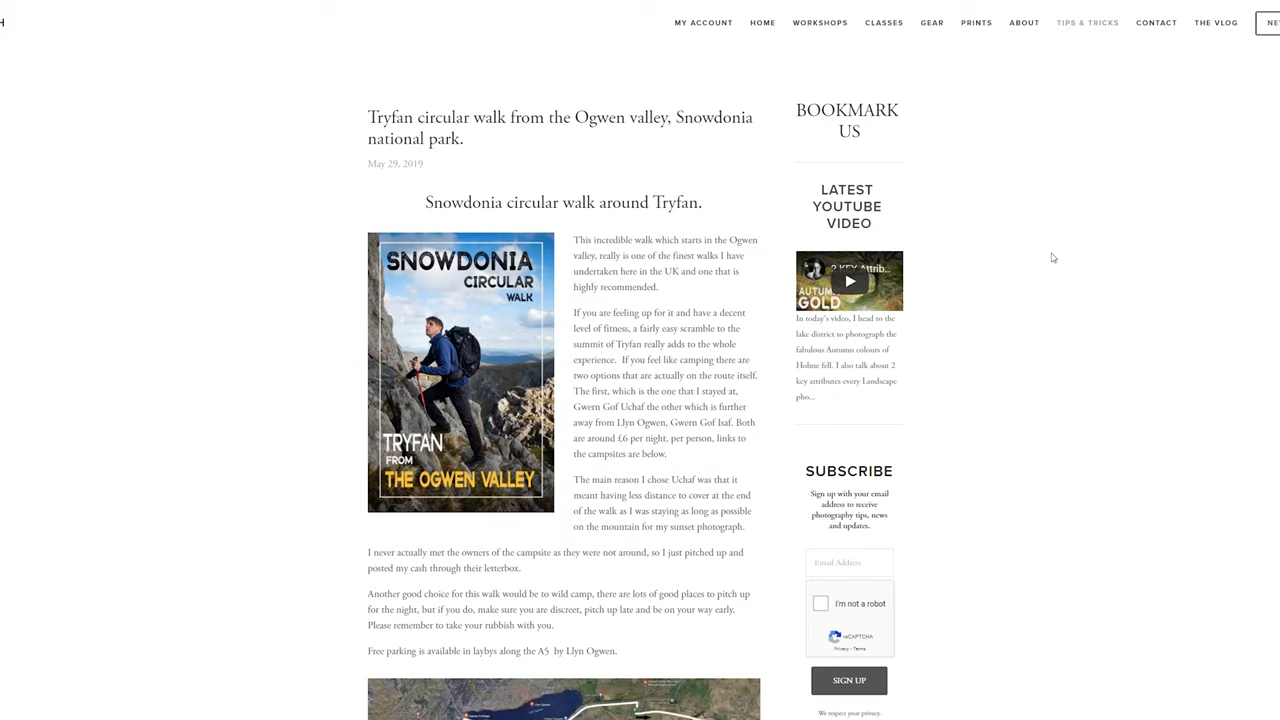 H
MY ACCOUNT HOME WORKSHOPS CLASSES GEAR PRINTS ABOUT TIPS & TRICKS CONTACT THE VLOG NE
Tryfan circular walk from the Ogwen valley, Snowdonia
national park.
May 29, 2019
Snowdonia circular walk around Tryfan.
SNOWDONIA
CIRCULAR
WALK
TRYFAN
FROM
THE OGWEN VALLEY
This incredible walk which starts in the Ogwen
valley, really is one of the finest walks I have
undertaken here in the UK and one that is
highly recommended.
If you are feeling up for it and have a decent
level of fitness, a fairly easy scramble to the
summit of Tryfan really adds to the whole
experience. If you feel like camping there are
two options that are actually on the route itself.
The first, which is the one that I stayed at,
Gwern Gof Uchaf the other which is further
away from Llyn Ogwen, Gwern Gof Isaf. Both
are around £6 per night, per person, links to
the campsites are below.
The main reason I chose Uchaf was that it
meant having less distance to cover at the end
of the walk as I was staying as long as possible
on the mountain for my sunset photograph.
I never actually met the owners of the campsite as they were not around, so I just pitched up and
posted my cash through their letterbox.
Another good choice for this walk would be to wild camp, there are lots of good places to pitch up
for the night, but if you do, make sure you are discreet, pitch up late and be on your way early.
Please remember to take your rubbish with you.
Free parking is available in laybys along the A5 by Llyn Ogwen.
BOOKMARK
US
LATEST
YOUTUBE
VIDEO
2 KEY Attrib...
AUTUMN
GOLD
In today's video, I head to the
lake district to photograph the
fabulous Autumn colours of
Holme fell. I also talk about 2
key attributes every Landscape
pho...
SUBSCRIBE
Sign up with your email
address to receive
photography tips, news
and updates.
Email Address
I'm not a robot
reCAPTCHA
Privacy - Terms
SIGN UP
We respect your privacy.